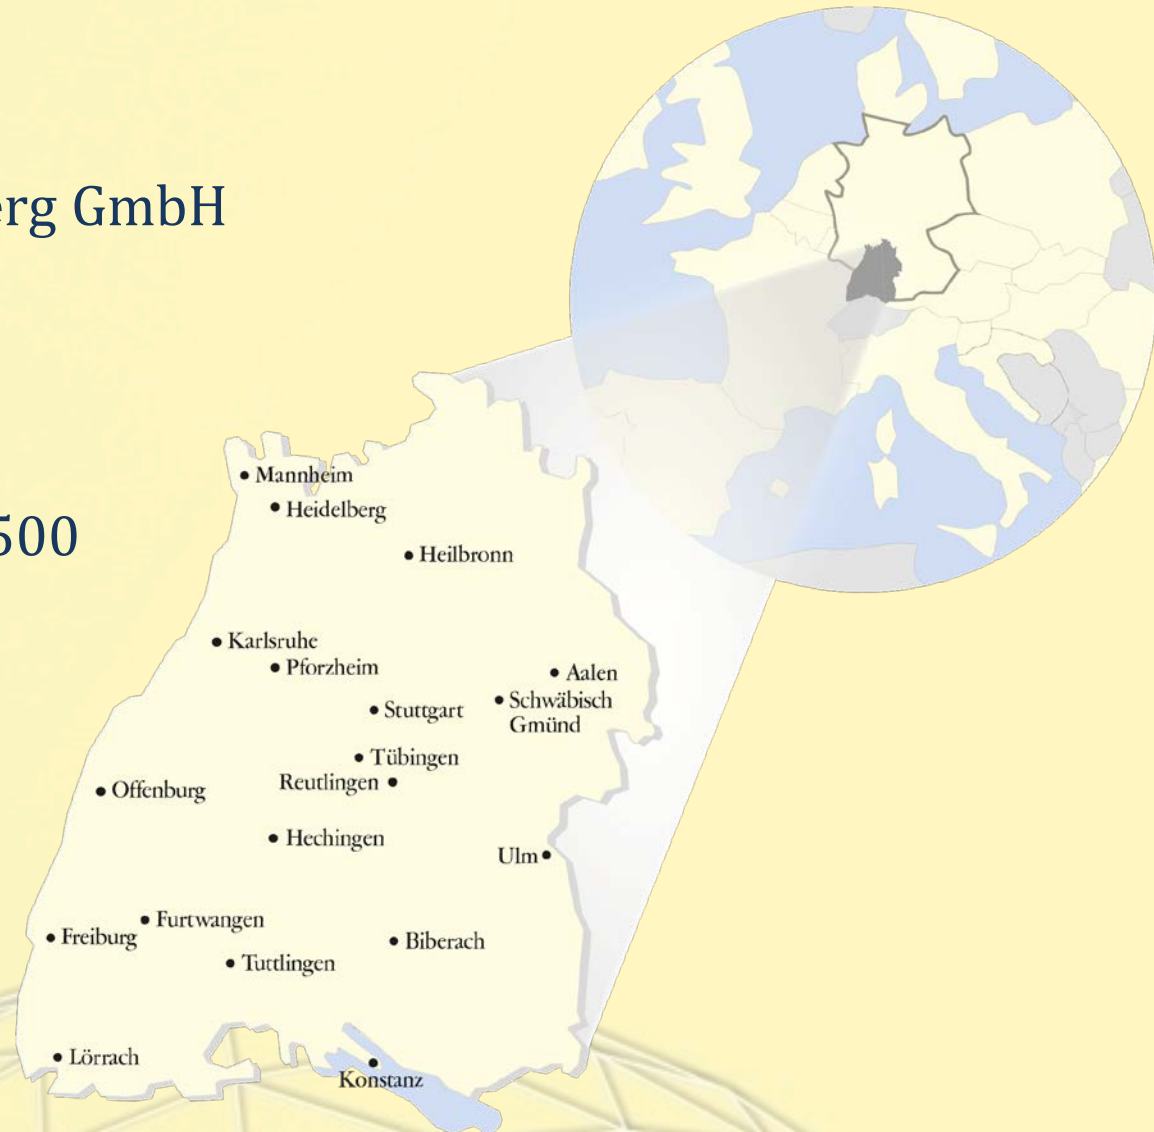 erg GmbH
500
Mannheim
Heidelberg
Heilbronn
Karlsruhe
Pforzheim
Aalen
Schwäbisch
Gmünd
Stuttgart
Tübingen
Reutlingen
Offenburg
Hechingen
Ulm
Furtwangen
Freiburg
Biberach
Tuttlingen
Lörrach
Konstanz